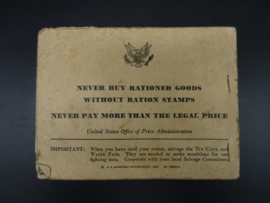 NEVER BUY RATIONED GOODS
WITHOUT RATION STAMPS
NEVER PAY MORE THAN THE LEGAL PRICE
United States Office of Price Administration
IMPORTANT: When you have used your ration, salvage the TIN CANS and
WASTE FATS. They are needed to make munitions for our
fighting men. Cooperate with your local Salvage Committee.